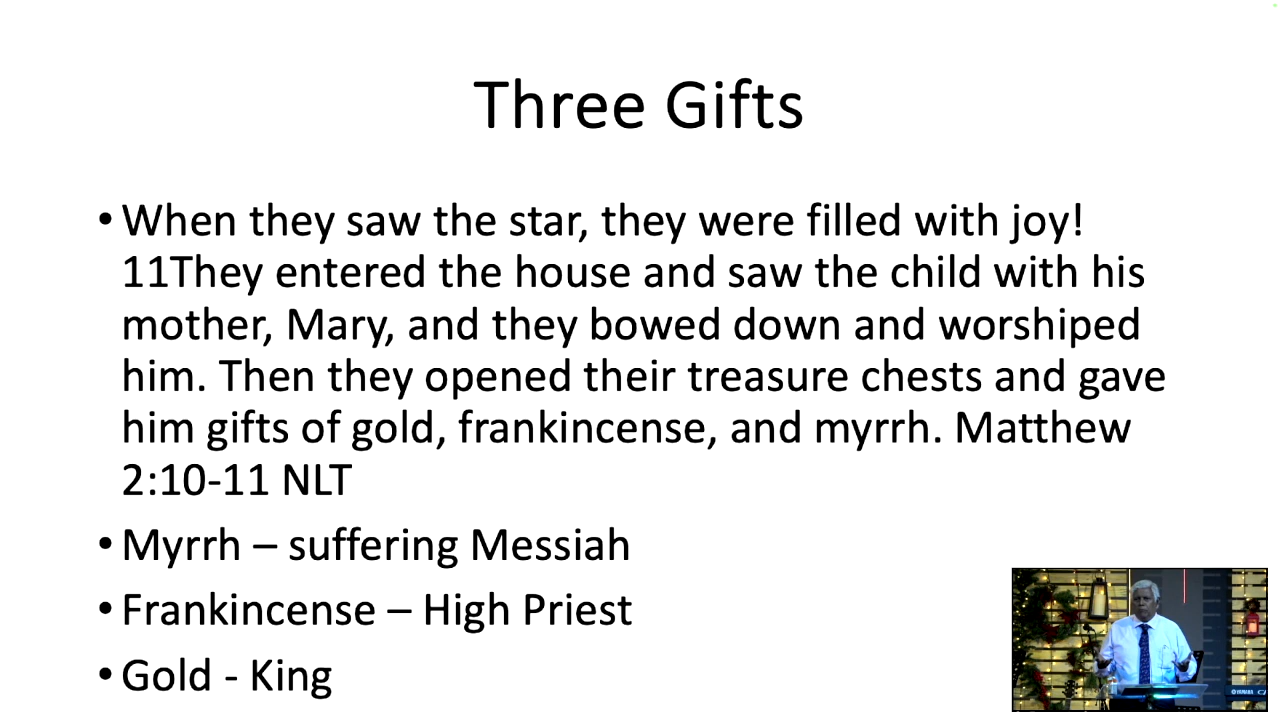 Three Gifts
• When they saw the star, they were filled with joy!
11They entered the house and saw the child with his
mother, Mary, and they bowed down and worshiped
him. Then they opened their treasure chests and gave
him gifts of gold, frankincense, and myrrh. Matthew
2:10-11 NLT
• Myrrh – suffering Messiah
• Frankincense – High Priest
• Gold - King
YAMAHA